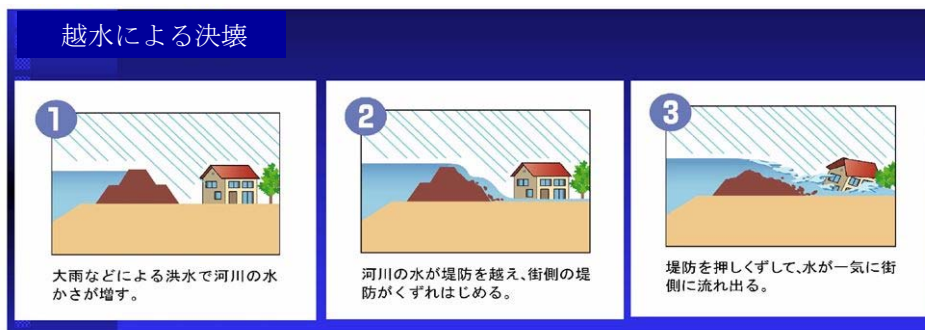 越水による決壊
1
大雨などによる洪水で河川の水
かさが増す。
2
河川の水が堤防を越え、街側の堤
防がくずれはじめる。
3
堤防を押しくずして、水が一気に街
側に流れ出る。